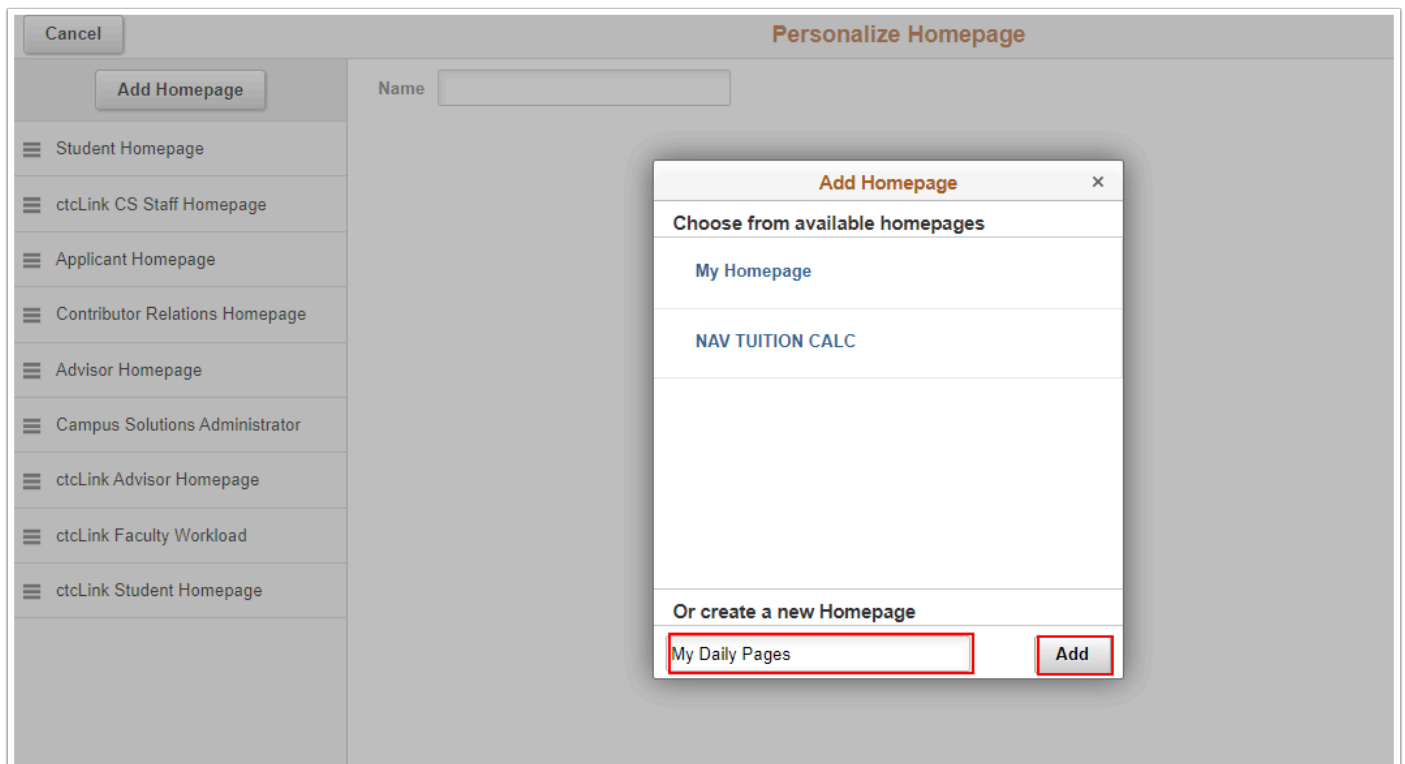 Cancel
Personalize Homepage
Add Homepage
Name
Student Homepage
ctcLink CS Staff Homepage
Applicant Homepage
Contributor Relations Homepage
Advisor Homepage
Campus Solutions Administrator
ctcLink Advisor Homepage
ctcLink Faculty Workload
ctcLink Student Homepage
Add Homepage ×
Choose from available homepages
My Homepage
NAV TUITION CALC
Or create a new Homepage
My Daily Pages
Add